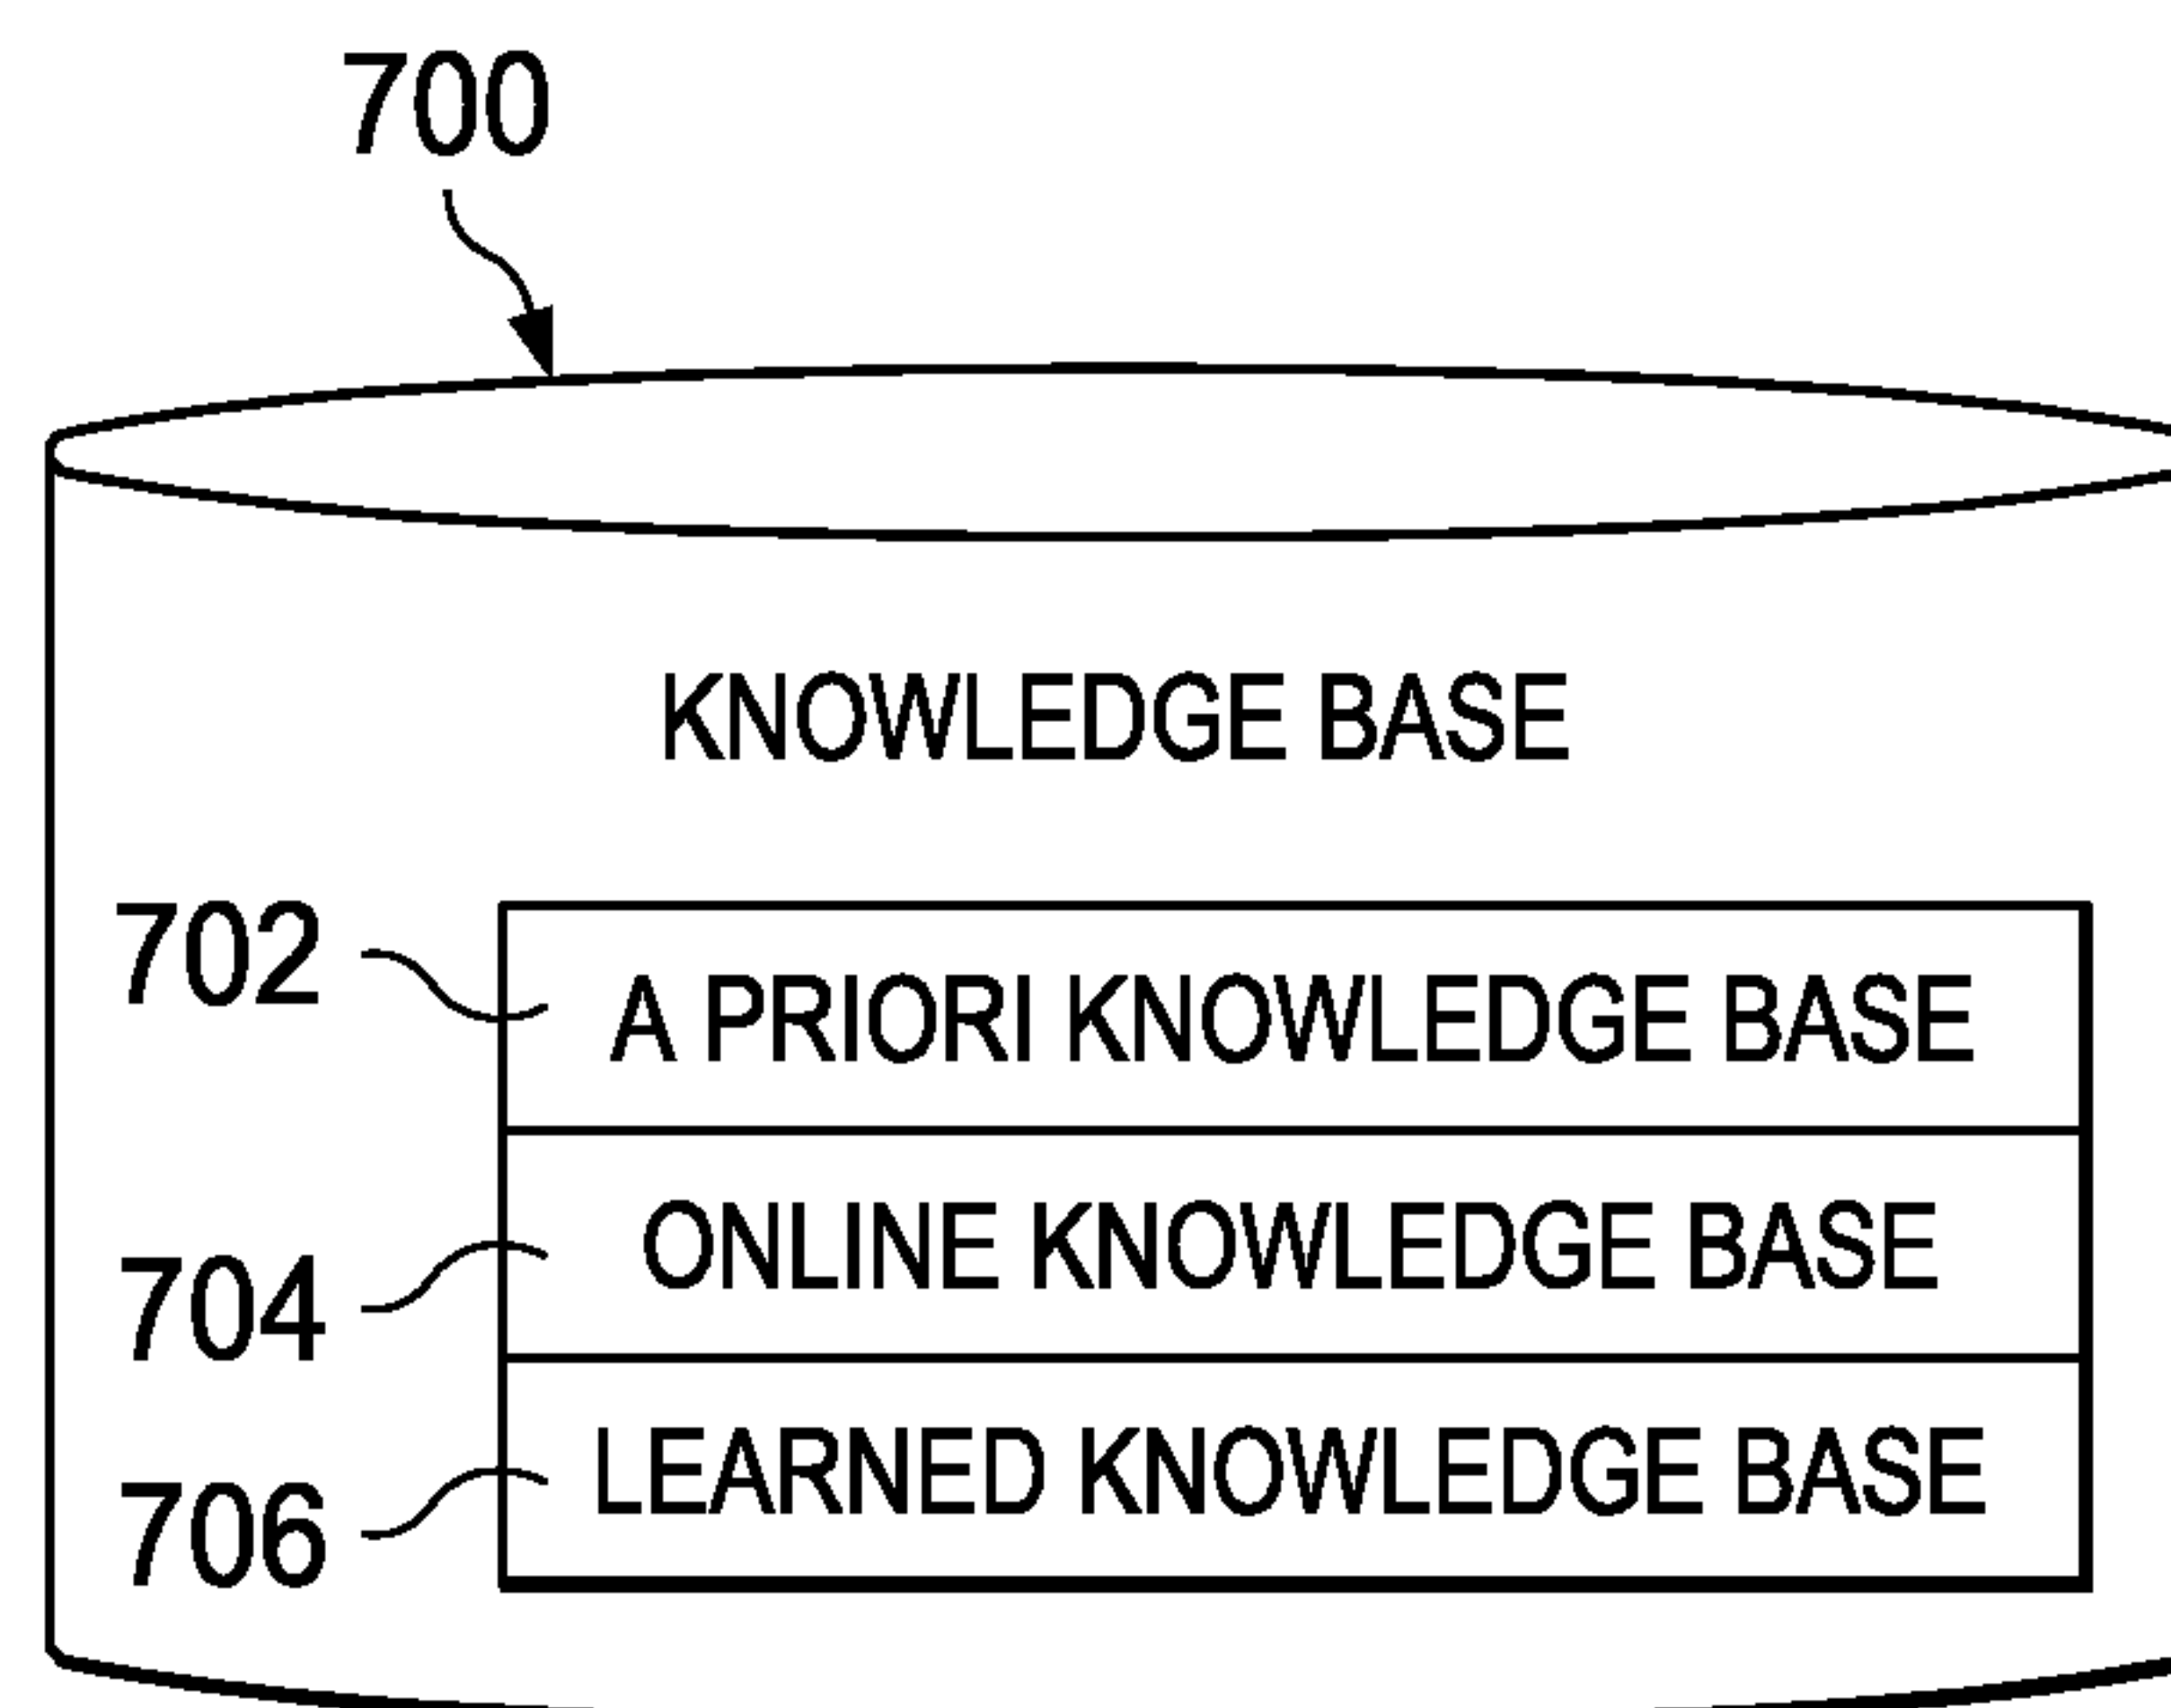 700
KNOWLEDGE BASE
702
A PRIORI KNOWLEDGE BASE
704
ONLINE KNOWLEDGE BASE
706
LEARNED KNOWLEDGE BASE